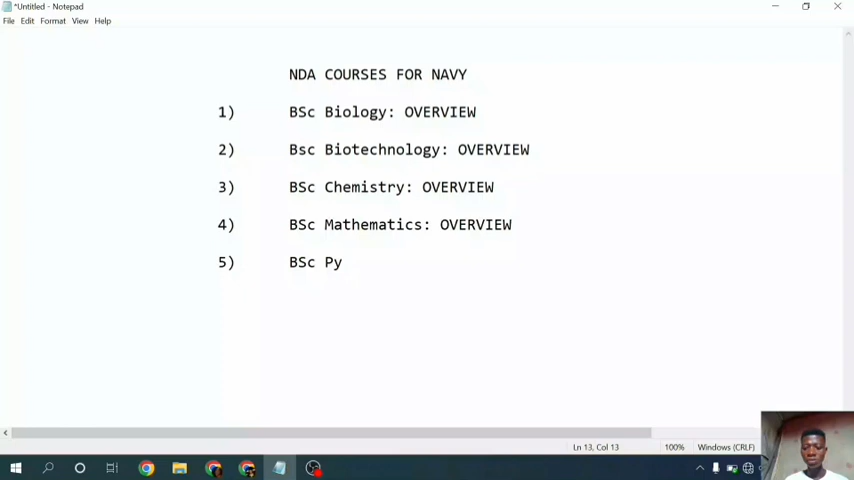 *Untitled - Notepad
File Edit Format View Help
NDA COURSES FOR NAVY
1) BSc Biology: OVERVIEW
2) Bsc Biotechnology: OVERVIEW
3) BSc Chemistry: OVERVIEW
4) BSc Mathematics: OVERVIEW
5) BSc Py
Ln 13, Col 13 100% Windows (CRLF)